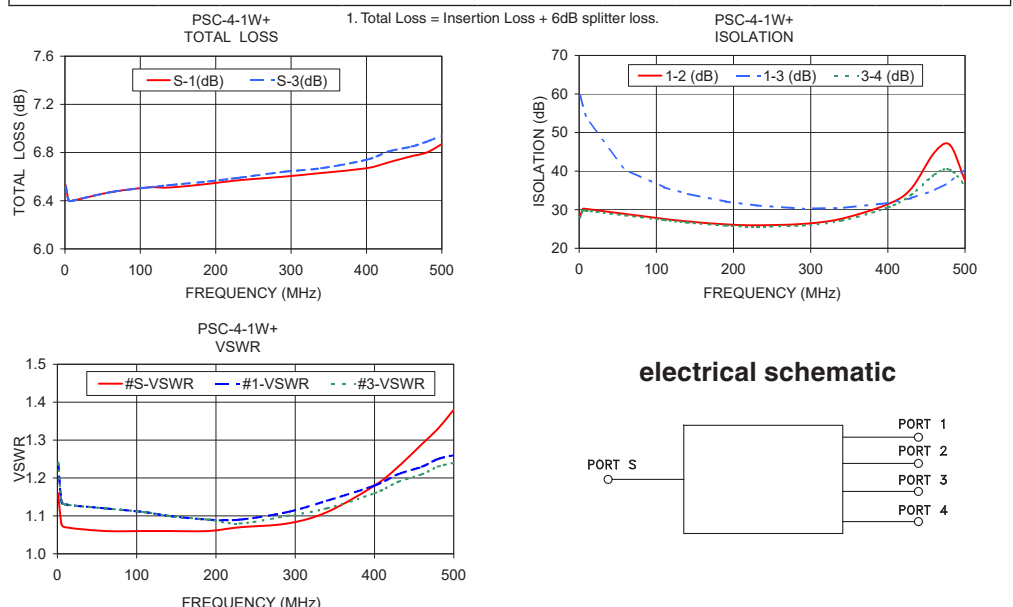 1. Total Loss = Insertion Loss + 6dB splitter loss.
PSC-4-1W+
TOTAL LOSS
S-1(dB) S-3(dB)
TOTAL LOSS (dB)
7.6
7.2
6.8
6.4
6.0
0 100 200 300 400 500
FREQUENCY (MHz)
PSC-4-1W+
ISOLATION
1-2 (dB) 1-3 (dB) 3-4 (dB)
ISOLATION (dB)
70
60
50
40
30
20
0 100 200 300 400 500
FREQUENCY (MHz)
PSC-4-1W+
VSWR
#S-VSWR #1-VSWR #3-VSWR
VSWR
1.5
1.4
1.3
1.2
1.1
1.0
0 100 200 300 400 500
FREQUENCY (MHz)
electrical schematic
PORT S
PORT 1
PORT 2
PORT 3
PORT 4